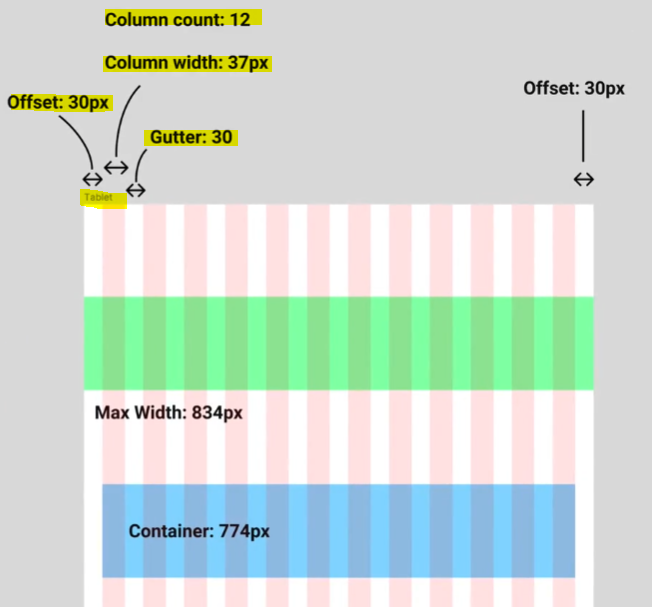 Column count: 12
Column width: 37px
Offset: 30px
Offset: 30px
Gutter: 30
Tablet
Max Width: 834px
Container: 774px